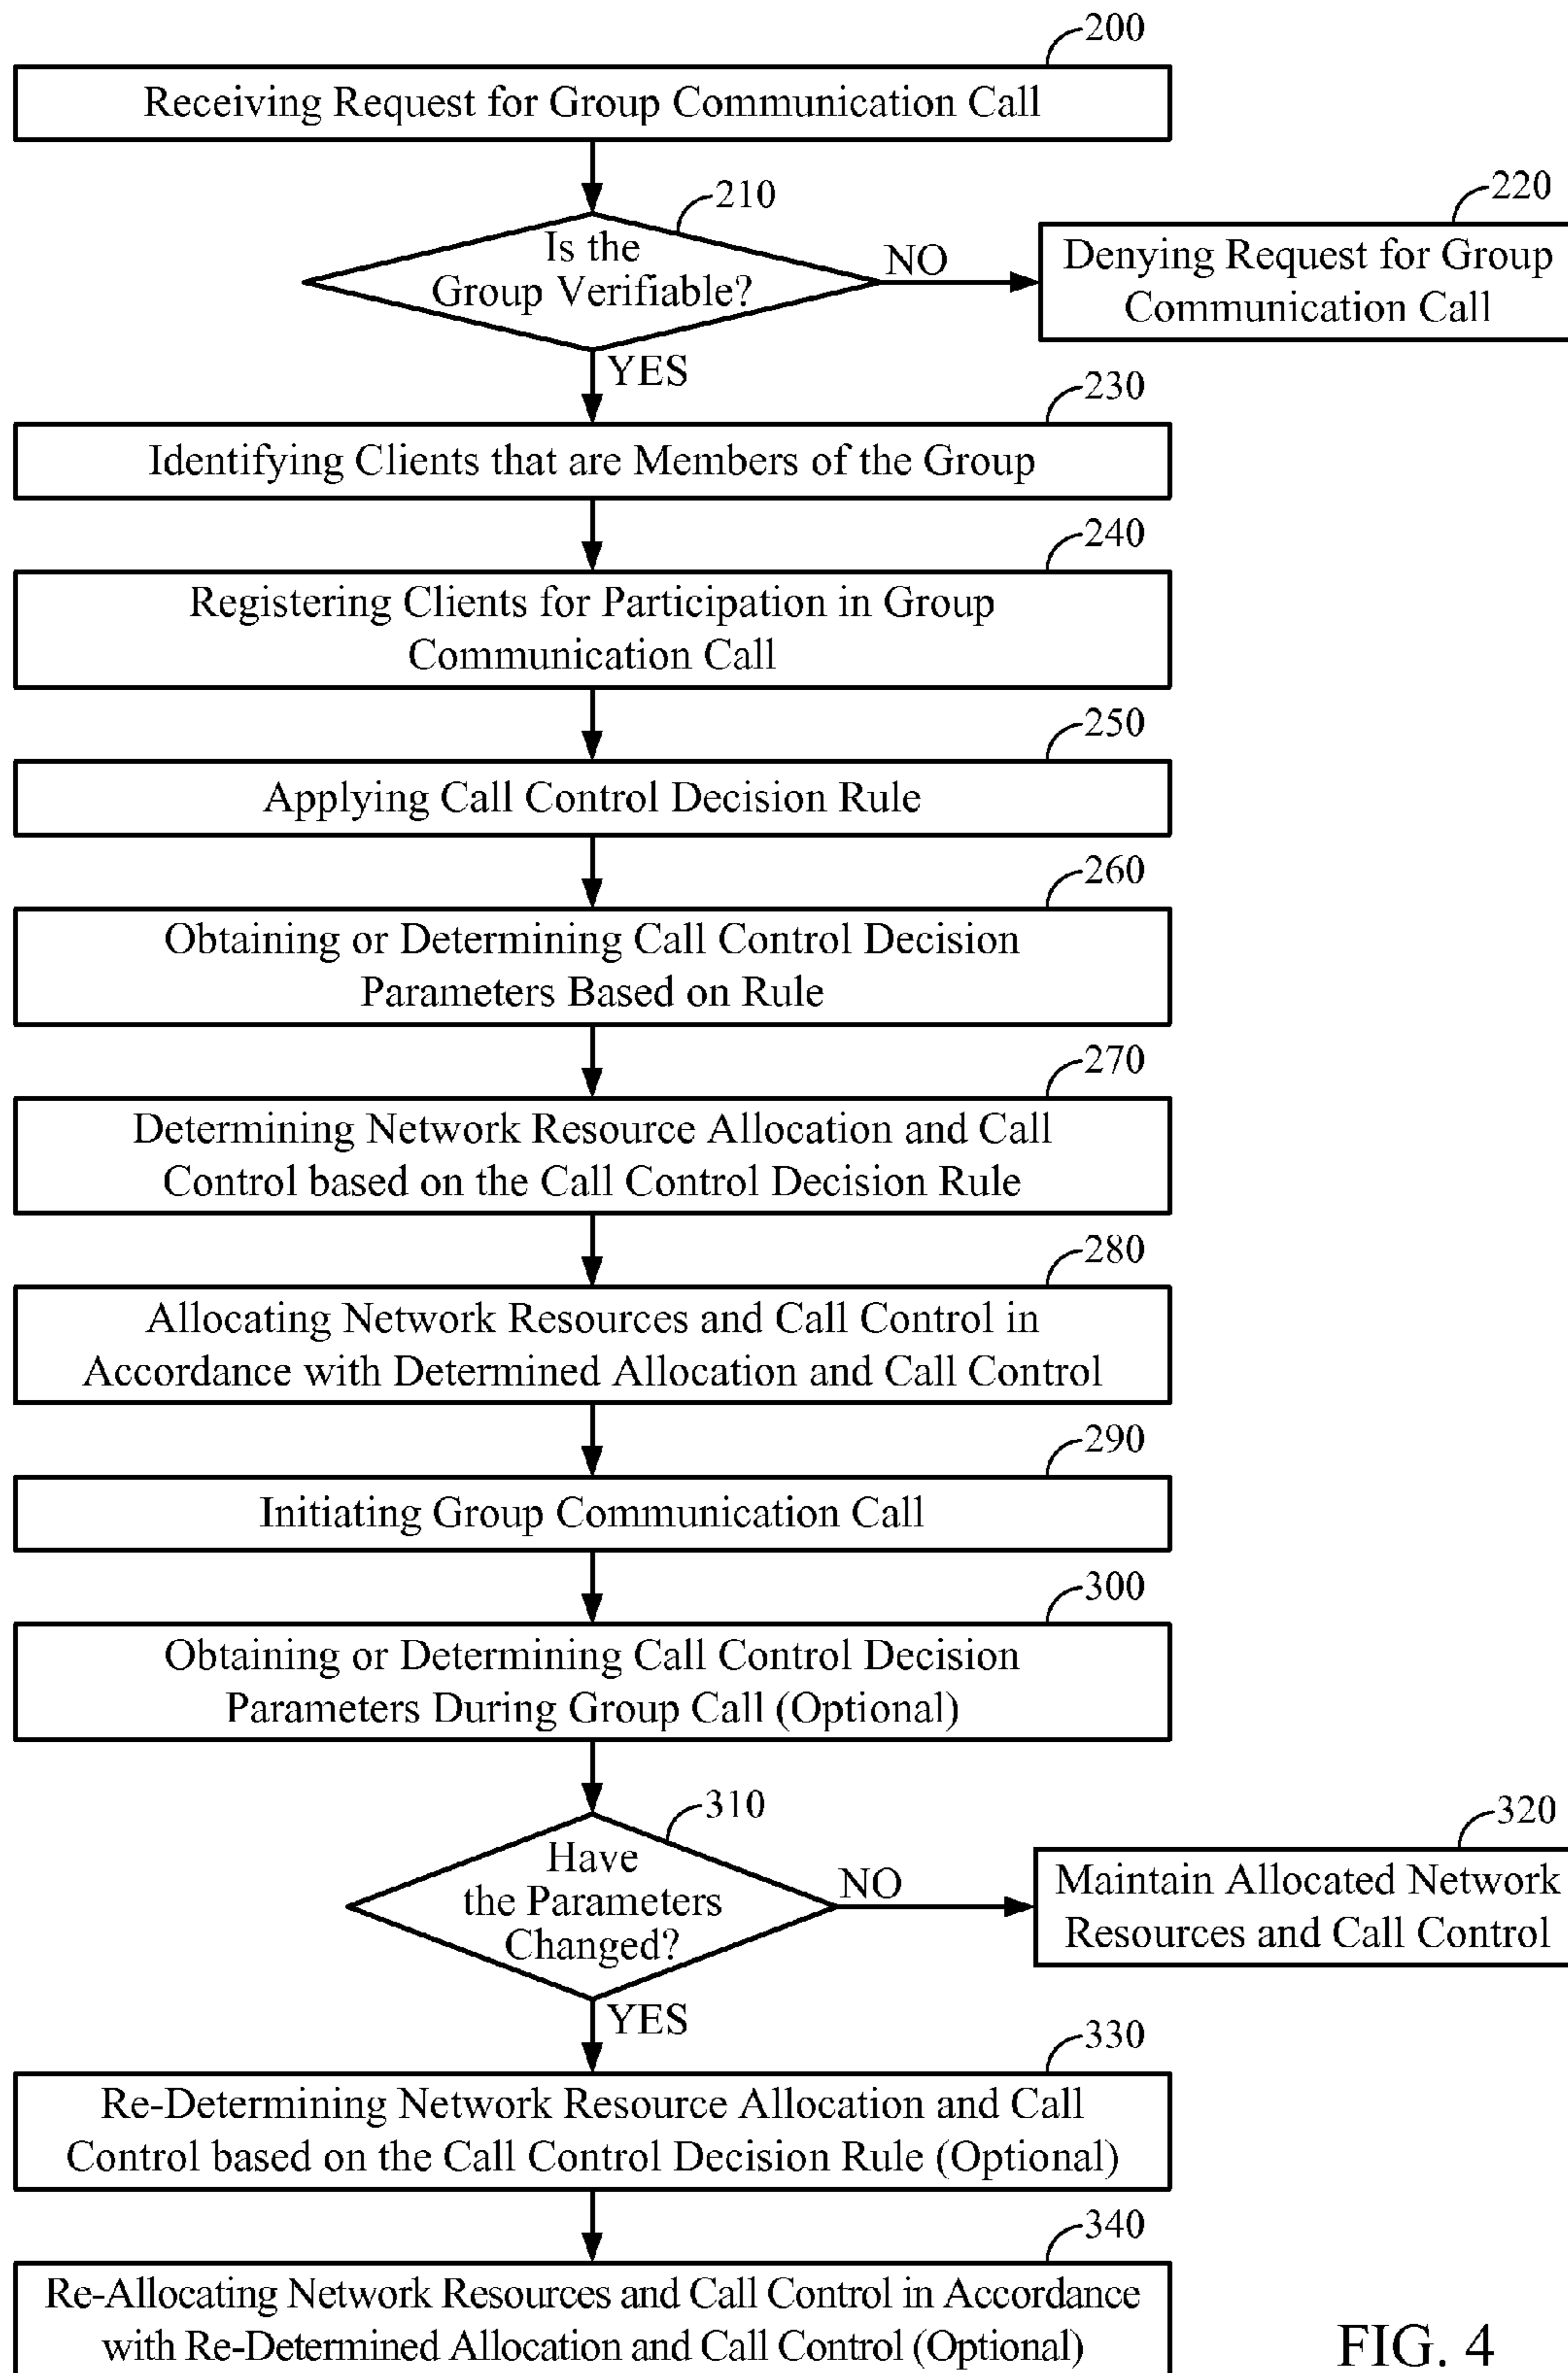 200
Receiving Request for Group Communication Call
210
Is the
Group Verifiable?
NO
220
Denying Request for Group
Communication Call
YES
230
Identifying Clients that are Members of the Group
240
Registering Clients for Participation in Group
Communication Call
250
Applying Call Control Decision Rule
260
Obtaining or Determining Call Control Decision
Parameters Based on Rule
270
Determining Network Resource Allocation and Call
Control based on the Call Control Decision Rule
280
Allocating Network Resources and Call Control in
Accordance with Determined Allocation and Call Control
290
Initiating Group Communication Call
300
Obtaining or Determining Call Control Decision
Parameters During Group Call (Optional)
310
Have
the Parameters
Changed?
NO
320
Maintain Allocated Network
Resources and Call Control
YES
330
Re-Determining Network Resource Allocation and Call
Control based on the Call Control Decision Rule (Optional)
340
Re-Allocating Network Resources and Call Control in Accordance
with Re-Determined Allocation and Call Control (Optional)
FIG. 4